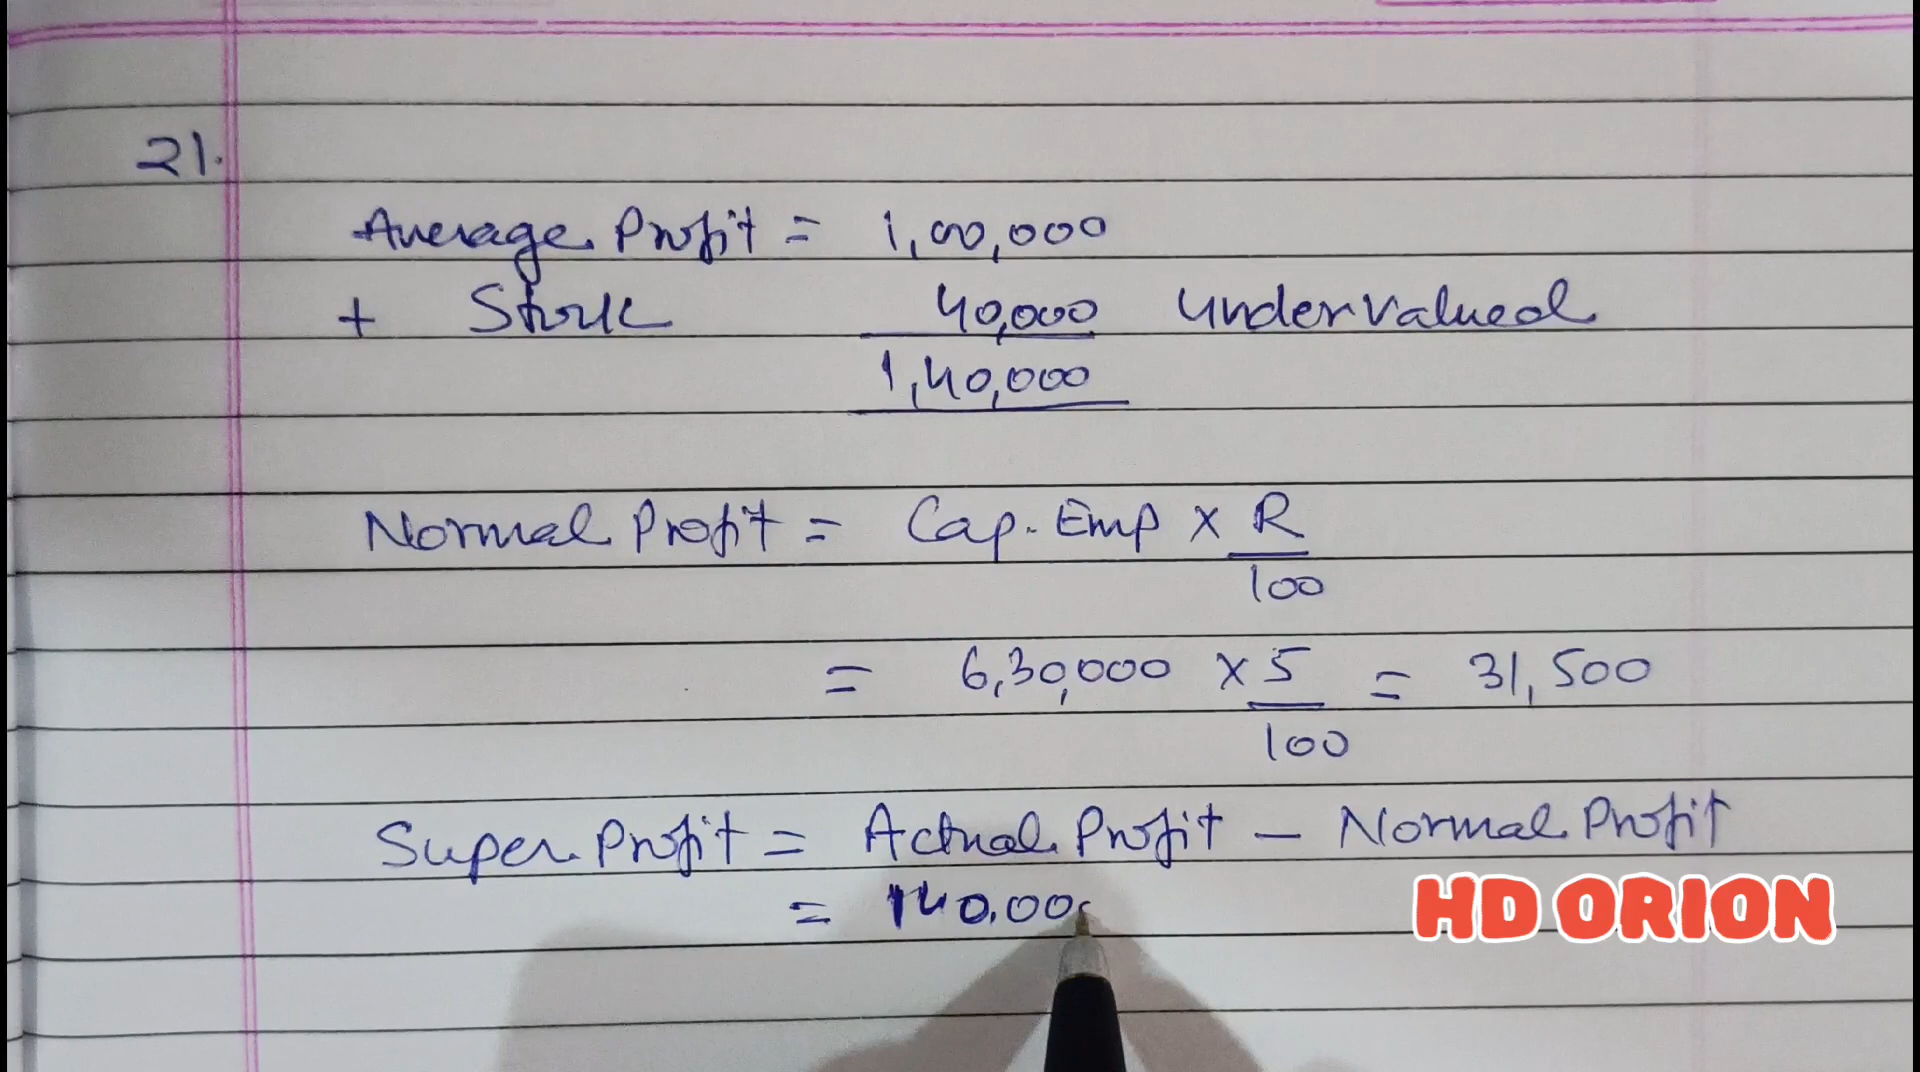 21.
Average Profit = 1,00,000
+ Stock 40,000 undervalued
1,40,000
Normal Profit = Cap. Emp × R
100
= 6,30,000 × 5 = 31,500
100
Super Profit = Actual Profit – Normal Profit
= 140,000
HD ORION